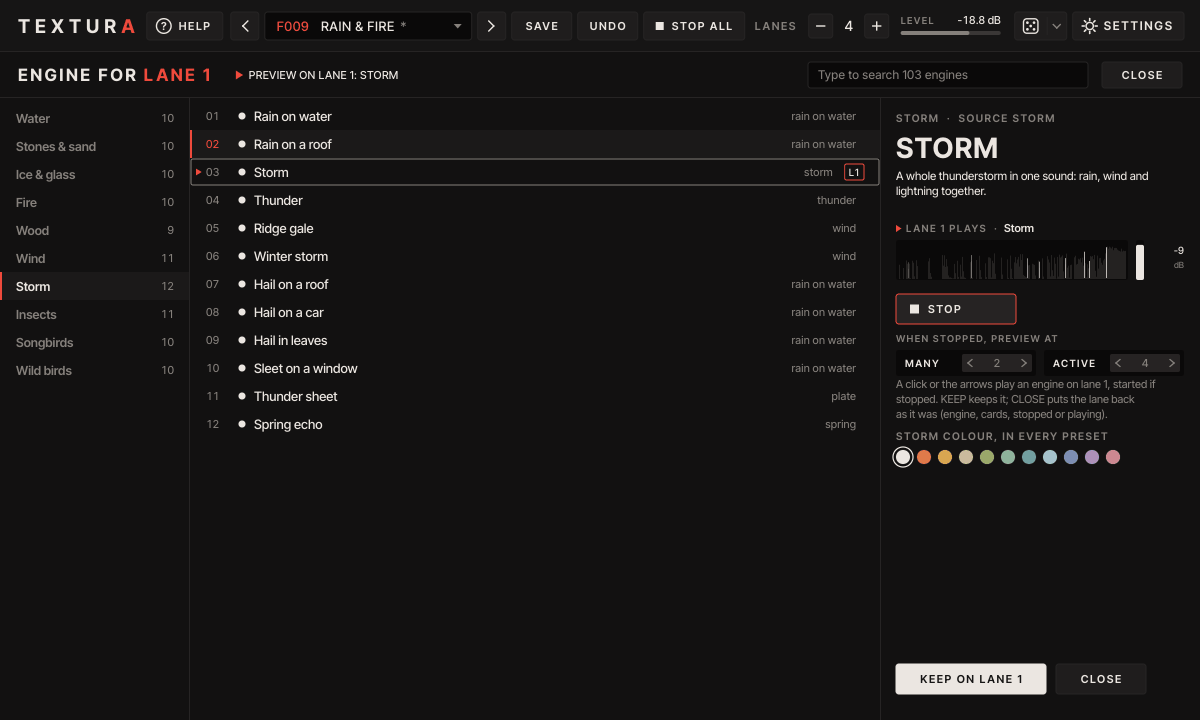 TEXTURA
? HELP
F009 RAIN & FIRE *
SAVE
UNDO
STOP ALL
LANES
4
LEVEL -18.8 dB
SETTINGS
ENGINE FOR LANE 1
PREVIEW ON LANE 1: STORM
Type to search 103 engines
CLOSE
Water 10
Stones & sand 10
Ice & glass 10
Fire 10
Wood 9
Wind 11
Storm 12
Insects 11
Songbirds 10
Wild birds 10
01 Rain on water rain on water
02 Rain on a roof rain on water
03 Storm storm L1
04 Thunder thunder
05 Ridge gale wind
06 Winter storm wind
07 Hail on a roof rain on water
08 Hail on a car rain on water
09 Hail in leaves rain on water
10 Sleet on a window rain on water
11 Thunder sheet plate
12 Spring echo spring
STORM · SOURCE STORM
STORM
A whole thunderstorm in one sound: rain, wind and
lightning together.
LANE 1 PLAYS · Storm
-9
dB
STOP
WHEN STOPPED, PREVIEW AT
MANY 2 ACTIVE 4
A click or the arrows play an engine on lane 1, started if
stopped. KEEP keeps it; CLOSE puts the lane back
as it was (engine, cards, stopped or playing).
STORM COLOUR, IN EVERY PRESET
KEEP ON LANE 1
CLOSE